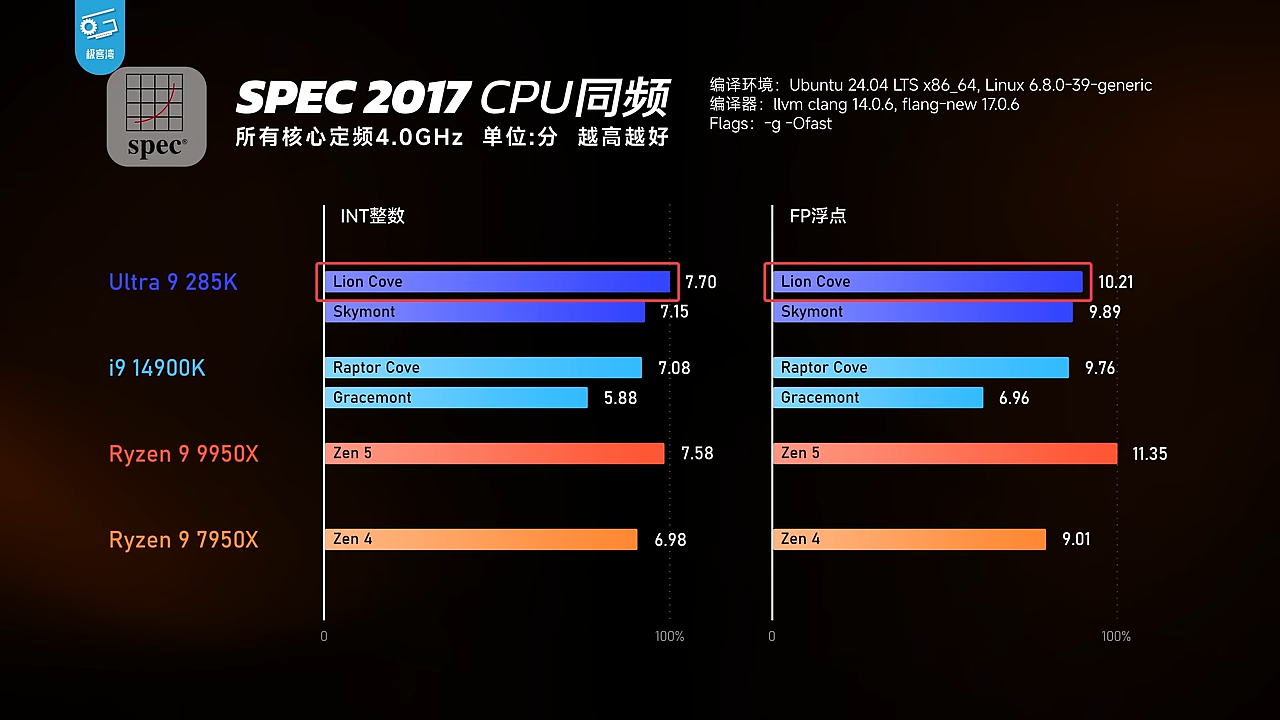 极客湾
spec®
SPEC 2017 CPU同频
所有核心定频4.0GHz 单位:分 越高越好
编译环境：Ubuntu 24.04 LTS x86_64, Linux 6.8.0-39-generic
编译器：llvm clang 14.0.6, flang-new 17.0.6
Flags：-g -Ofast
INT整数
FP浮点
Ultra 9 285K
Lion Cove 7.70
Lion Cove 10.21
Skymont 7.15
Skymont 9.89
i9 14900K
Raptor Cove 7.08
Raptor Cove 9.76
Gracemont 5.88
Gracemont 6.96
Ryzen 9 9950X
Zen 5 7.58
Zen 5 11.35
Ryzen 9 7950X
Zen 4 6.98
Zen 4 9.01
0 100%
0 100%